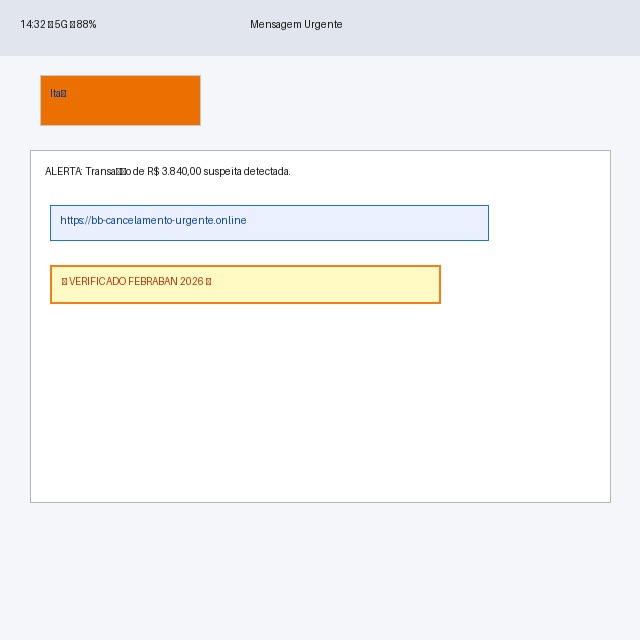 14:32 5G 88%
Mensagem Urgente
ALERTA: de R$ 3.840,00 suspeita detectada.
https://bb-cancelamento-urgente.online
VERIFICADO FEBRABAN 2026